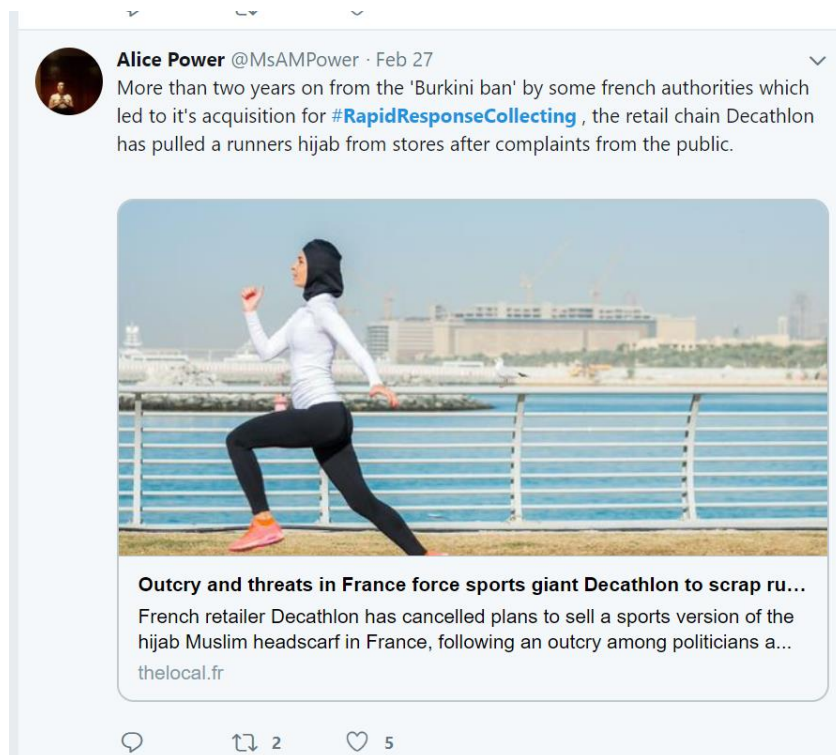 Alice Power @MsAMPower · Feb 27
More than two years on from the 'Burkini ban' by some french authorities which
led to it's acquisition for #RapidResponseCollecting , the retail chain Decathlon
has pulled a runners hijab from stores after complaints from the public.
Outcry and threats in France force sports giant Decathlon to scrap ru...
French retailer Decathlon has cancelled plans to sell a sports version of the
hijab Muslim headscarf in France, following an outcry among politicians a...
thelocal.fr
2 5